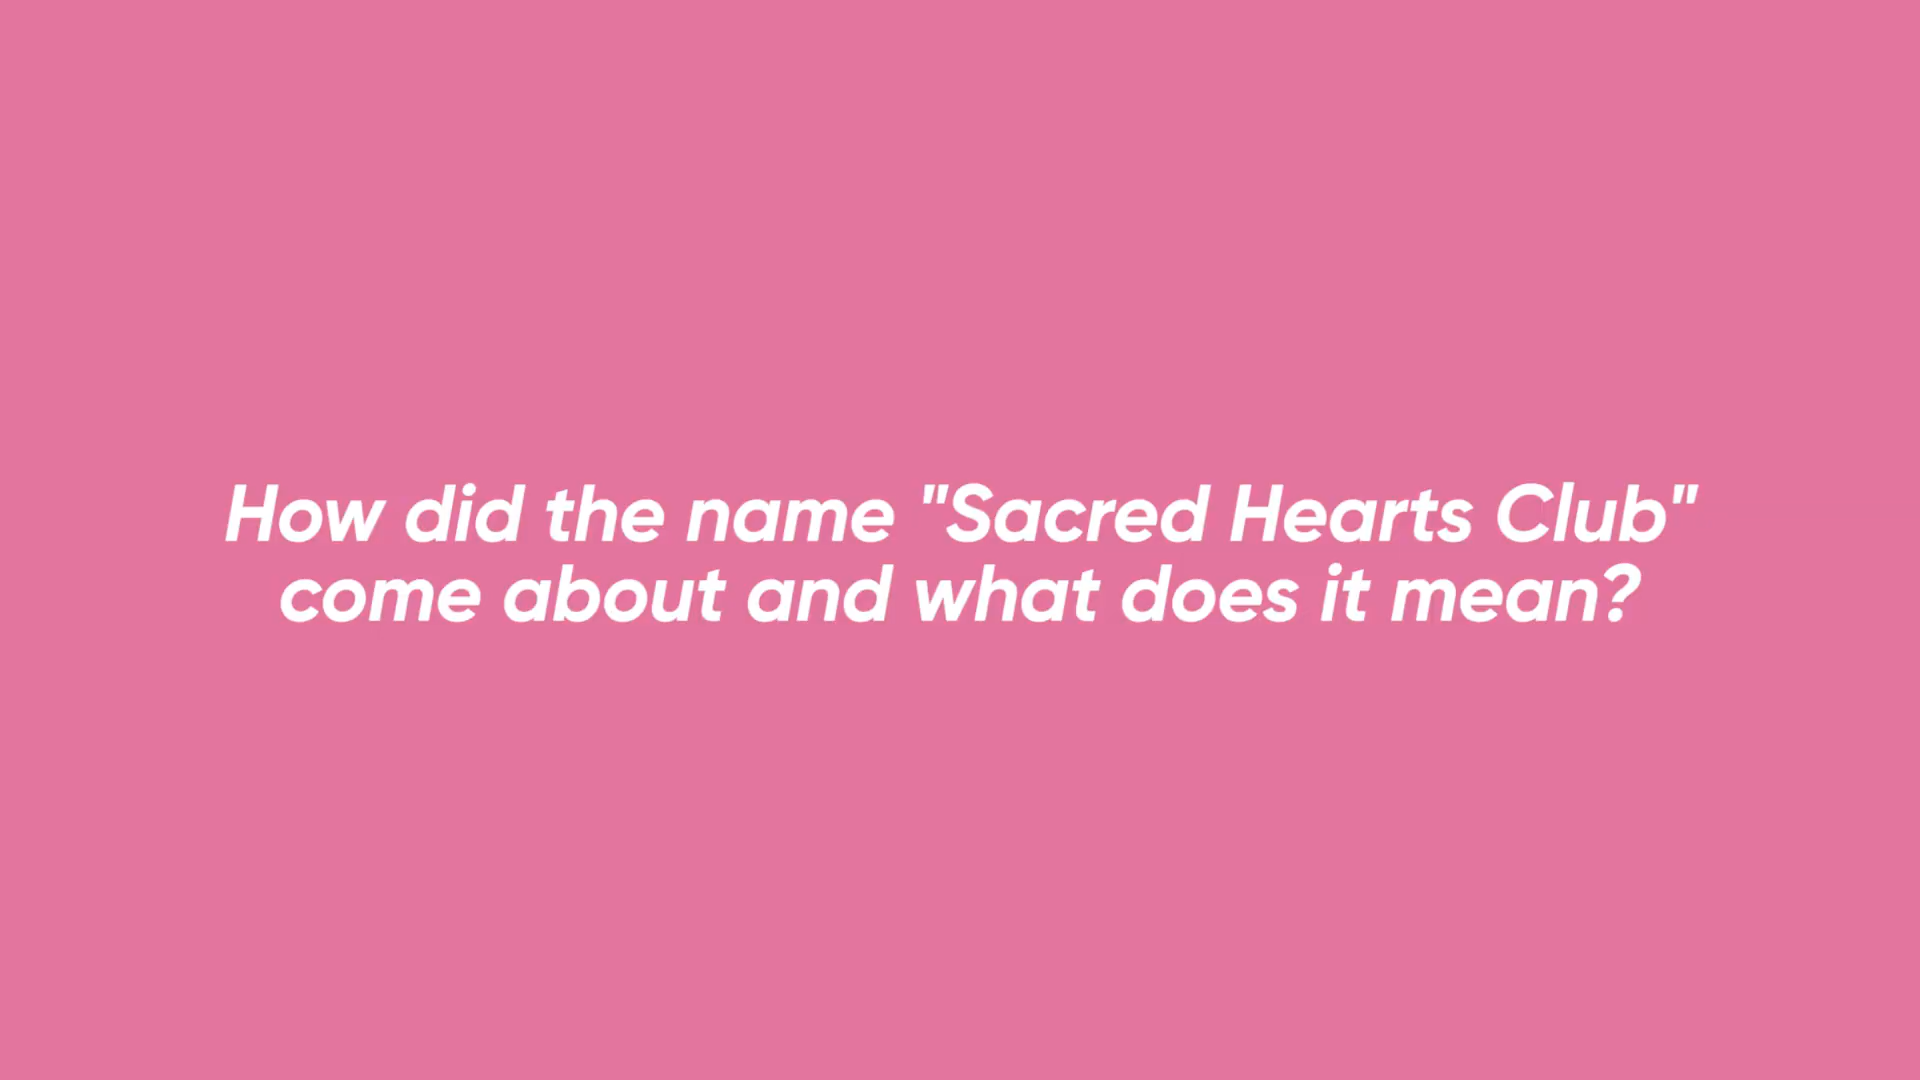 How did the name "Sacred Hearts Club"
come about and what does it mean?